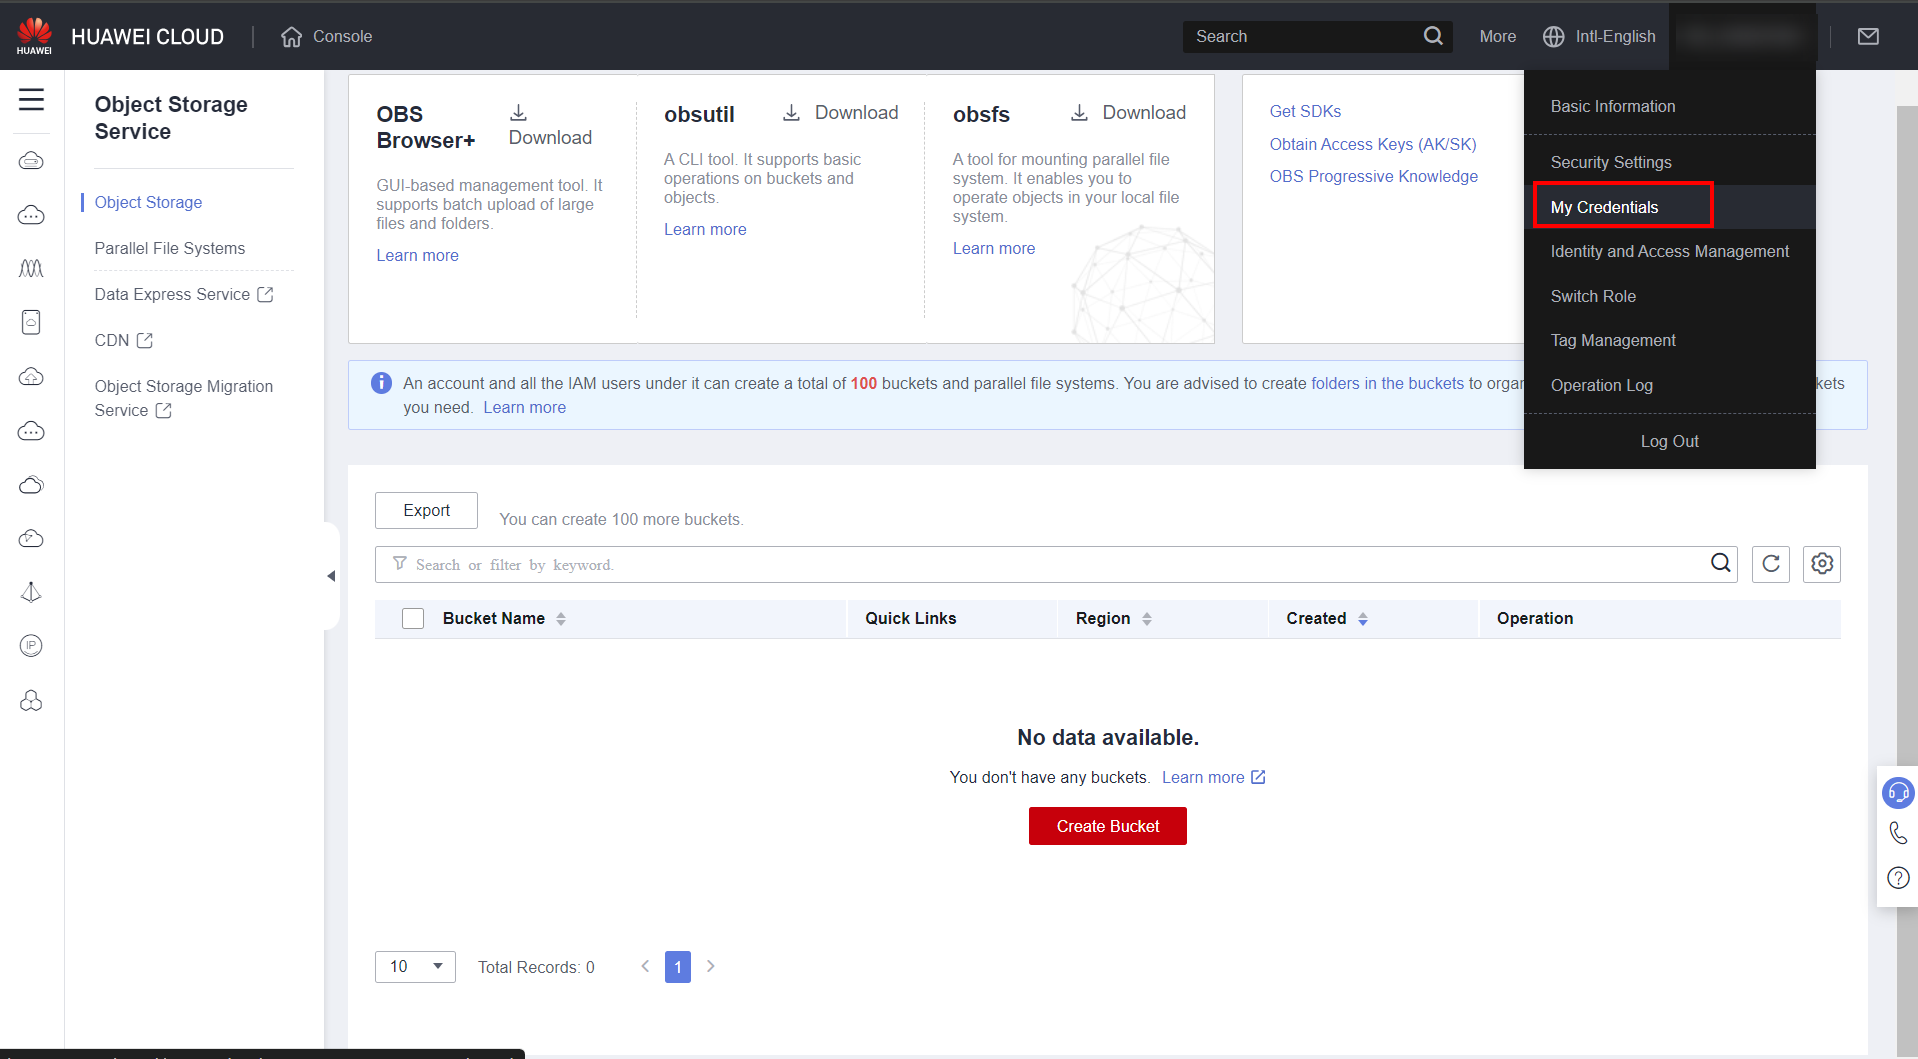 HUAWEI
HUAWEI CLOUD
Console
Search
More
Intl-English
Object Storage
Service
Object Storage
Parallel File Systems
Data Express Service
CDN
Object Storage Migration
Service
OBS
Browser+
Download
GUI-based management tool. It
supports batch upload of large
files and folders.
Learn more
obsutil
Download
A CLI tool. It supports basic
operations on buckets and
objects.
Learn more
obsfs
Download
A tool for mounting parallel file
system. It enables you to
operate objects in your local file
system.
Learn more
Get SDKs
Obtain Access Keys (AK/SK)
OBS Progressive Knowledge
Basic Information
Security Settings
My Credentials
Identity and Access Management
Switch Role
Tag Management
Operation Log
Log Out
An account and all the IAM users under it can create a total of 100 buckets and parallel file systems. You are advised to create folders in the buckets to orgar kets
you need. Learn more
Export
You can create 100 more buckets.
Search or filter by keyword.
Bucket Name
Quick Links
Region
Created
Operation
No data available.
You don't have any buckets. Learn more
Create Bucket
10
Total Records: 0
1
IP